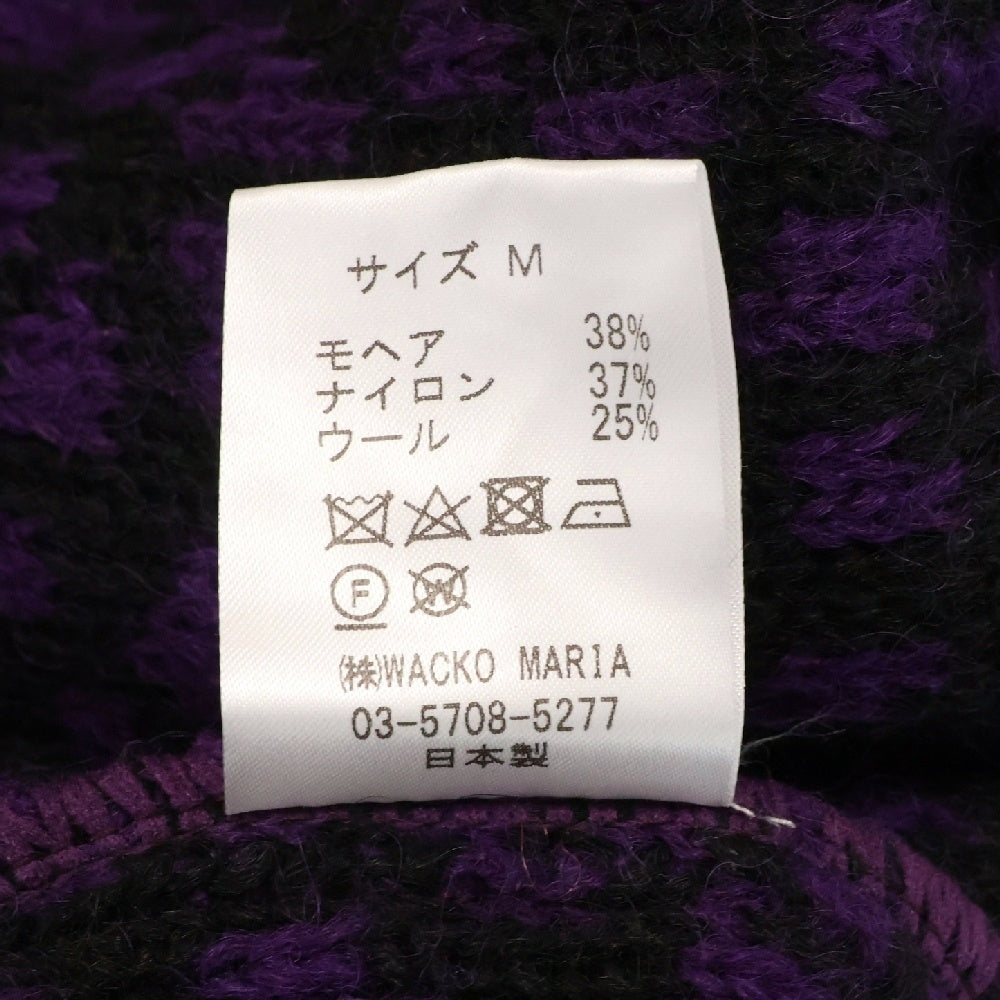 サイズ M
モヘア 38%
ナイロン 37%
ウール 25%
F W
(株)WACKO MARIA
03-5708-5277
日本製